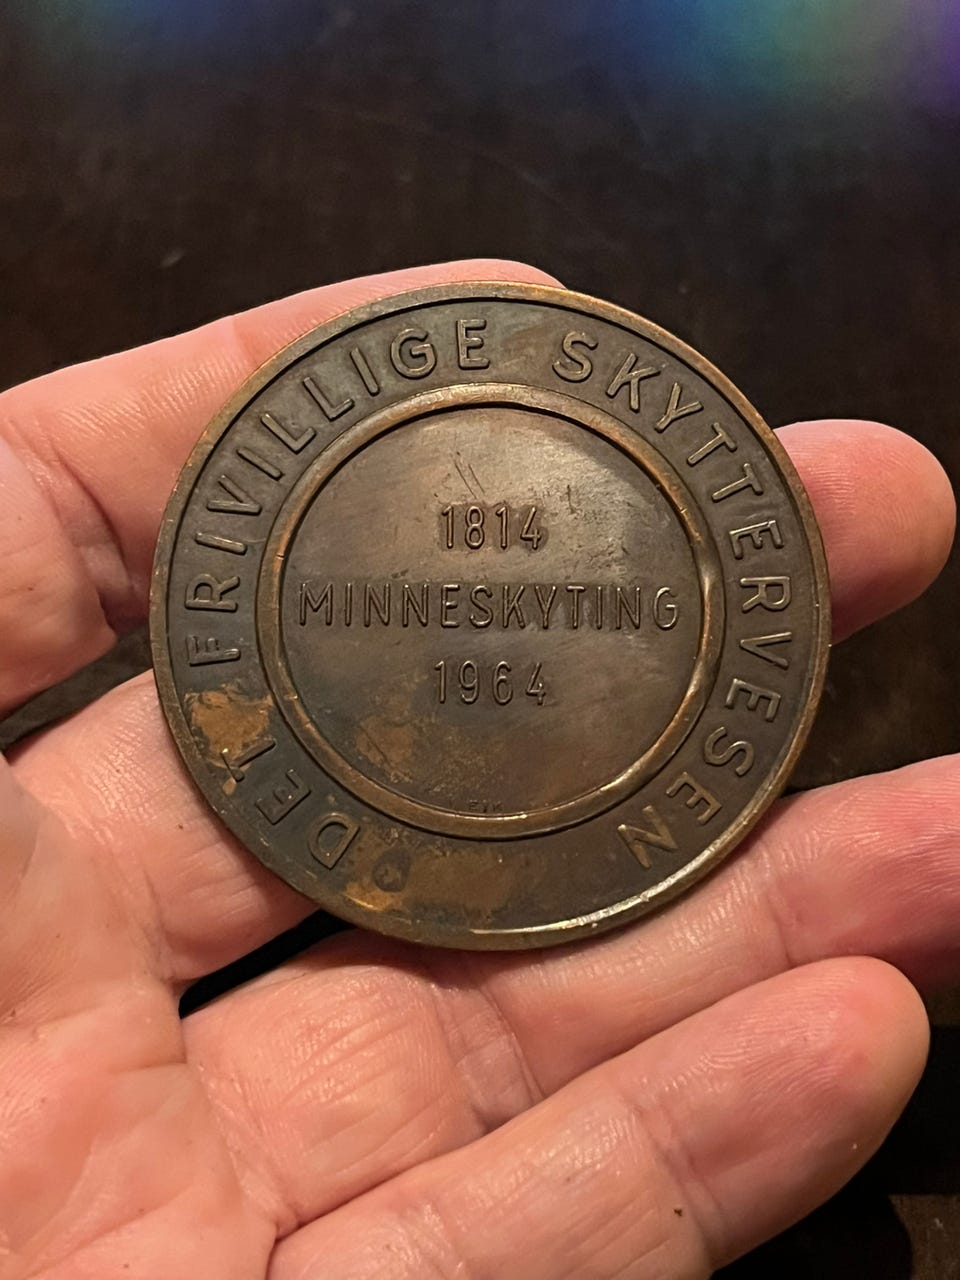 DET FRIVILLIGE SKYTTERVESEN
1814
MINNESKYTING
1964